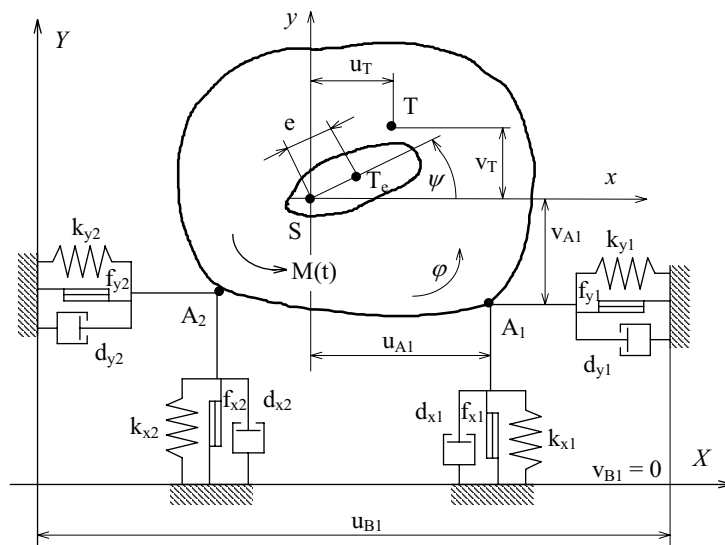 y
Y
u_T
T
e
k_y2
T_e
ψ
v_T
x
S
v_A1
k_y1
f_y2
M(t)
φ
f_y1
A_2
A_1
d_y2
u_A1
d_y1
f_x2
d_x2
d_x1
f_x1
k_x2
k_x1
v_B1 = 0
X
u_B1